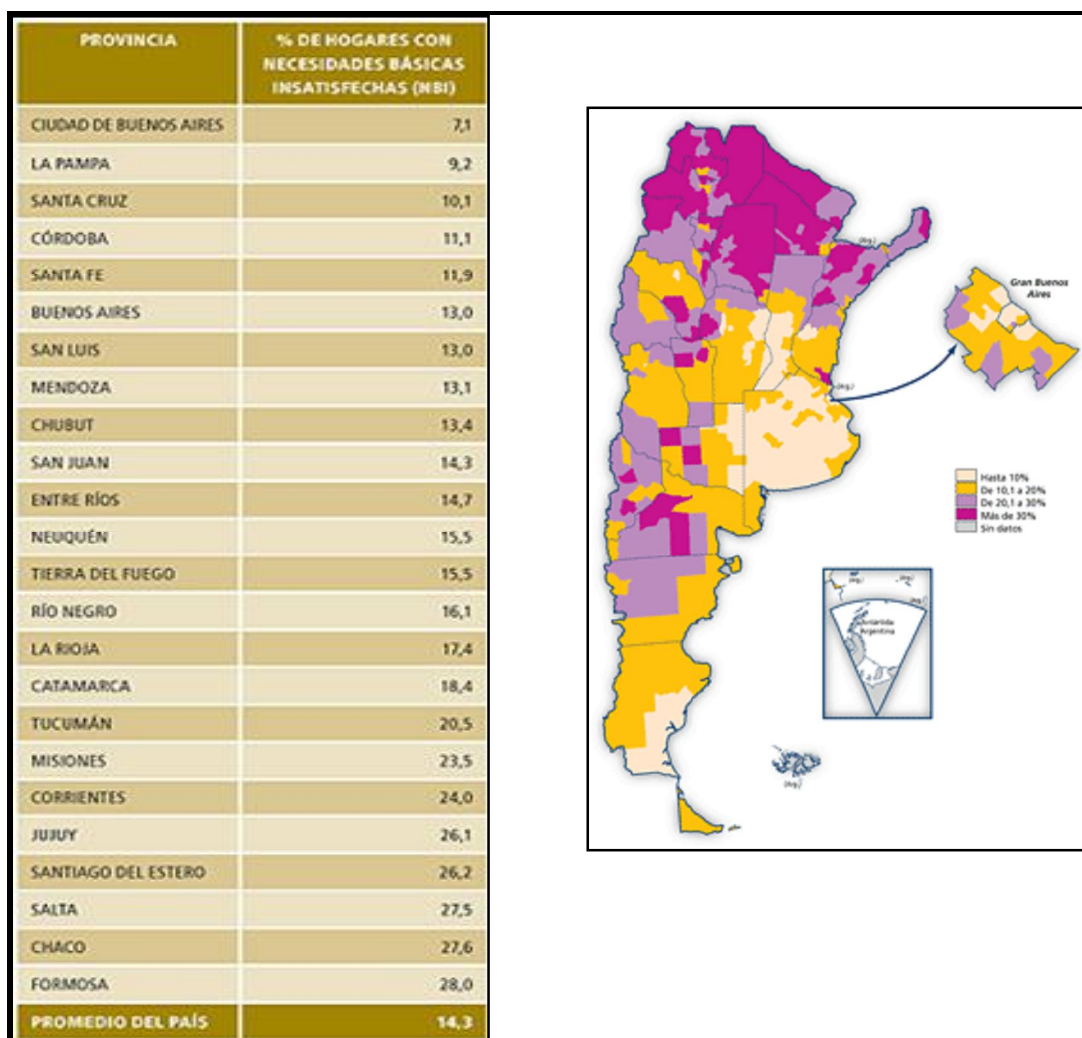 PROVINCIA % DE HOGARES CON
NECESIDADES BÁSICAS
INSATISFECHAS (NBI)
CIUDAD DE BUENOS AIRES 7,1
LA PAMPA 9,2
SANTA CRUZ 10,1
CÓRDOBA 11,1
SANTA FE 11,9
BUENOS AIRES 13,0
SAN LUIS 13,0
MENDOZA 13,1
CHUBUT 13,4
SAN JUAN 14,3
ENTRE RÍOS 14,7
NEUQUÉN 15,5
TIERRA DEL FUEGO 15,5
RÍO NEGRO 16,1
LA RIOJA 17,4
CATAMARCA 18,4
TUCUMÁN 20,5
MISIONES 23,5
CORRIENTES 24,0
JUJUY 26,1
SANTIAGO DEL ESTERO 26,2
SALTA 27,5
CHACO 27,6
FORMOSA 28,0
PROMEDIO DEL PAÍS 14,3
(Arg.)
Gran Buenos
Aires
(Arg.)
Hasta 10%
De 10,1 a 20%
De 20,1 a 30%
Más de 30%
Sin datos
(Arg.)
(Arg.)
(Arg.)
Antártida
Argentina
(Arg.)